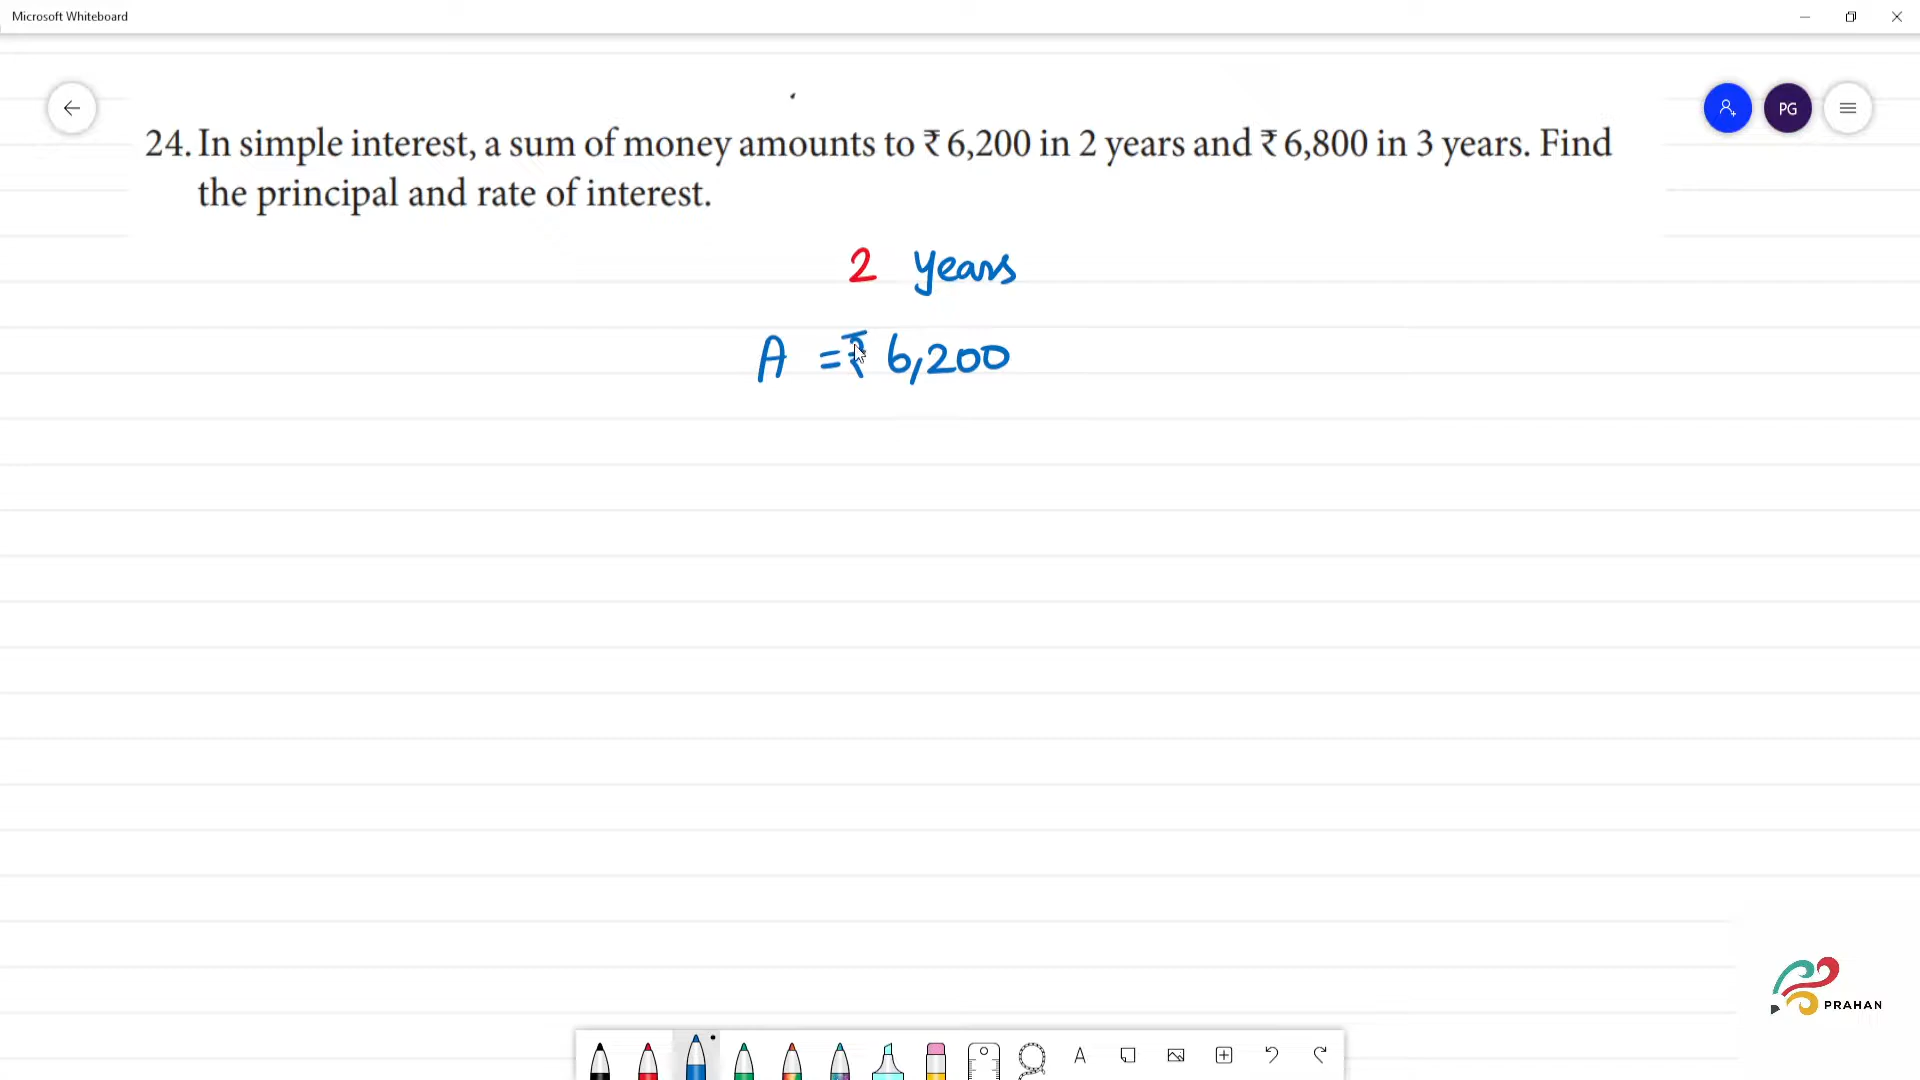 Microsoft Whiteboard
PG
24. In simple interest, a sum of money amounts to ₹ 6,200 in 2 years and ₹ 6,800 in 3 years. Find
the principal and rate of interest.
2 years
A = ₹ 6,200
PRAHAN
A